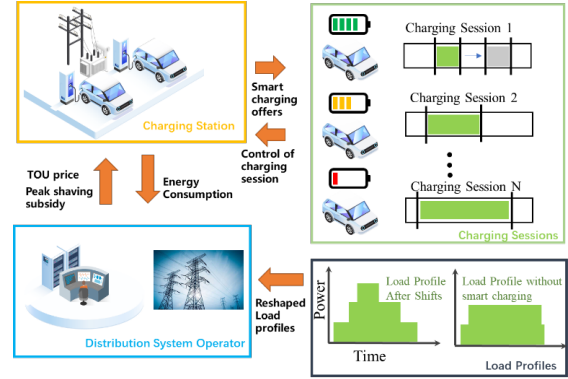 Charging Station
Smart
charging
offers
Control of
charging
session
Charging Session 1
Charging Session 2
Charging Session N
Charging Sessions
TOU price
Peak shaving
subsidy
Energy
Consumption
Distribution System Operator
Reshaped
Load
profiles
Power
Load Profile
After Shifts
Time
Load Profile without
smart charging
Load Profiles